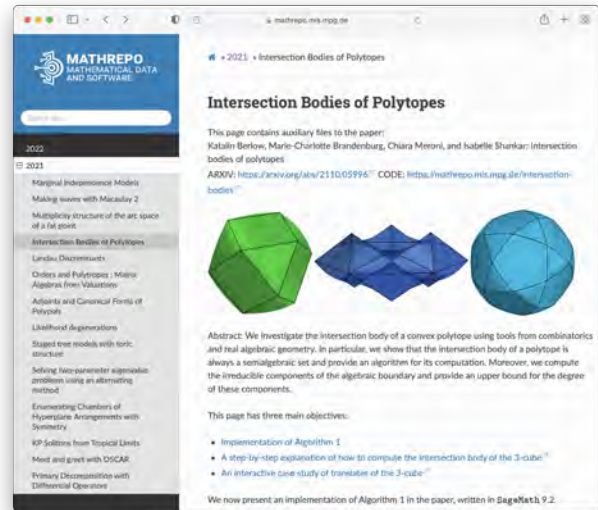 mathrepo.mis.mpg.de
MATHREPO
MATHEMATICAL DATA
AND SOFTWARE
2022
2021
Marginal Independence Models
Making waves with Macaulay 2
Multiplicity structure of the arc space
of a fat point
Intersection Bodies of Polytopes
Landau Discriminants
Orders and Polytropes : Matrix
Algebras from Valuations
Adjoints and Canonical Forms of
Polypols
Likelihood degenerations
Staged tree models with toric
structure
Solving two-parameter eigenvalue
problems using an alternating
method
Enumerating Chambers of
Hyperplane Arrangements with
Symmetry
KP Solitons from Tropical Limits
Meet and greet with OSCAR
Primary Decomposition with
Differential Operators
» 2021 » Intersection Bodies of Polytopes
Intersection Bodies of Polytopes
This page contains auxiliary files to the paper:
Katalin Berlow, Marie-Charlotte Brandenburg, Chiara Meroni, and Isabelle Shankar: Intersection
bodies of polytopes
ARXIV: https://arxiv.org/abs/2110.05996 CODE: https://mathrepo.mis.mpg.de/intersection-
bodies
Abstract: We investigate the intersection body of a convex polytope using tools from combinatorics
and real algebraic geometry. In particular, we show that the intersection body of a polytope is
always a semialgebraic set and provide an algorithm for its computation. Moreover, we compute
the irreducible components of the algebraic boundary and provide an upper bound for the degree
of these components.
This page has three main objectives:
• Implementation of Algorithm 1
• A step-by-step explanation of how to compute the intersection body of the 3-cube
• An interactive case study of translates of the 3-cube
We now present an implementation of Algorithm 1 in the paper, written in SageMath 9.2